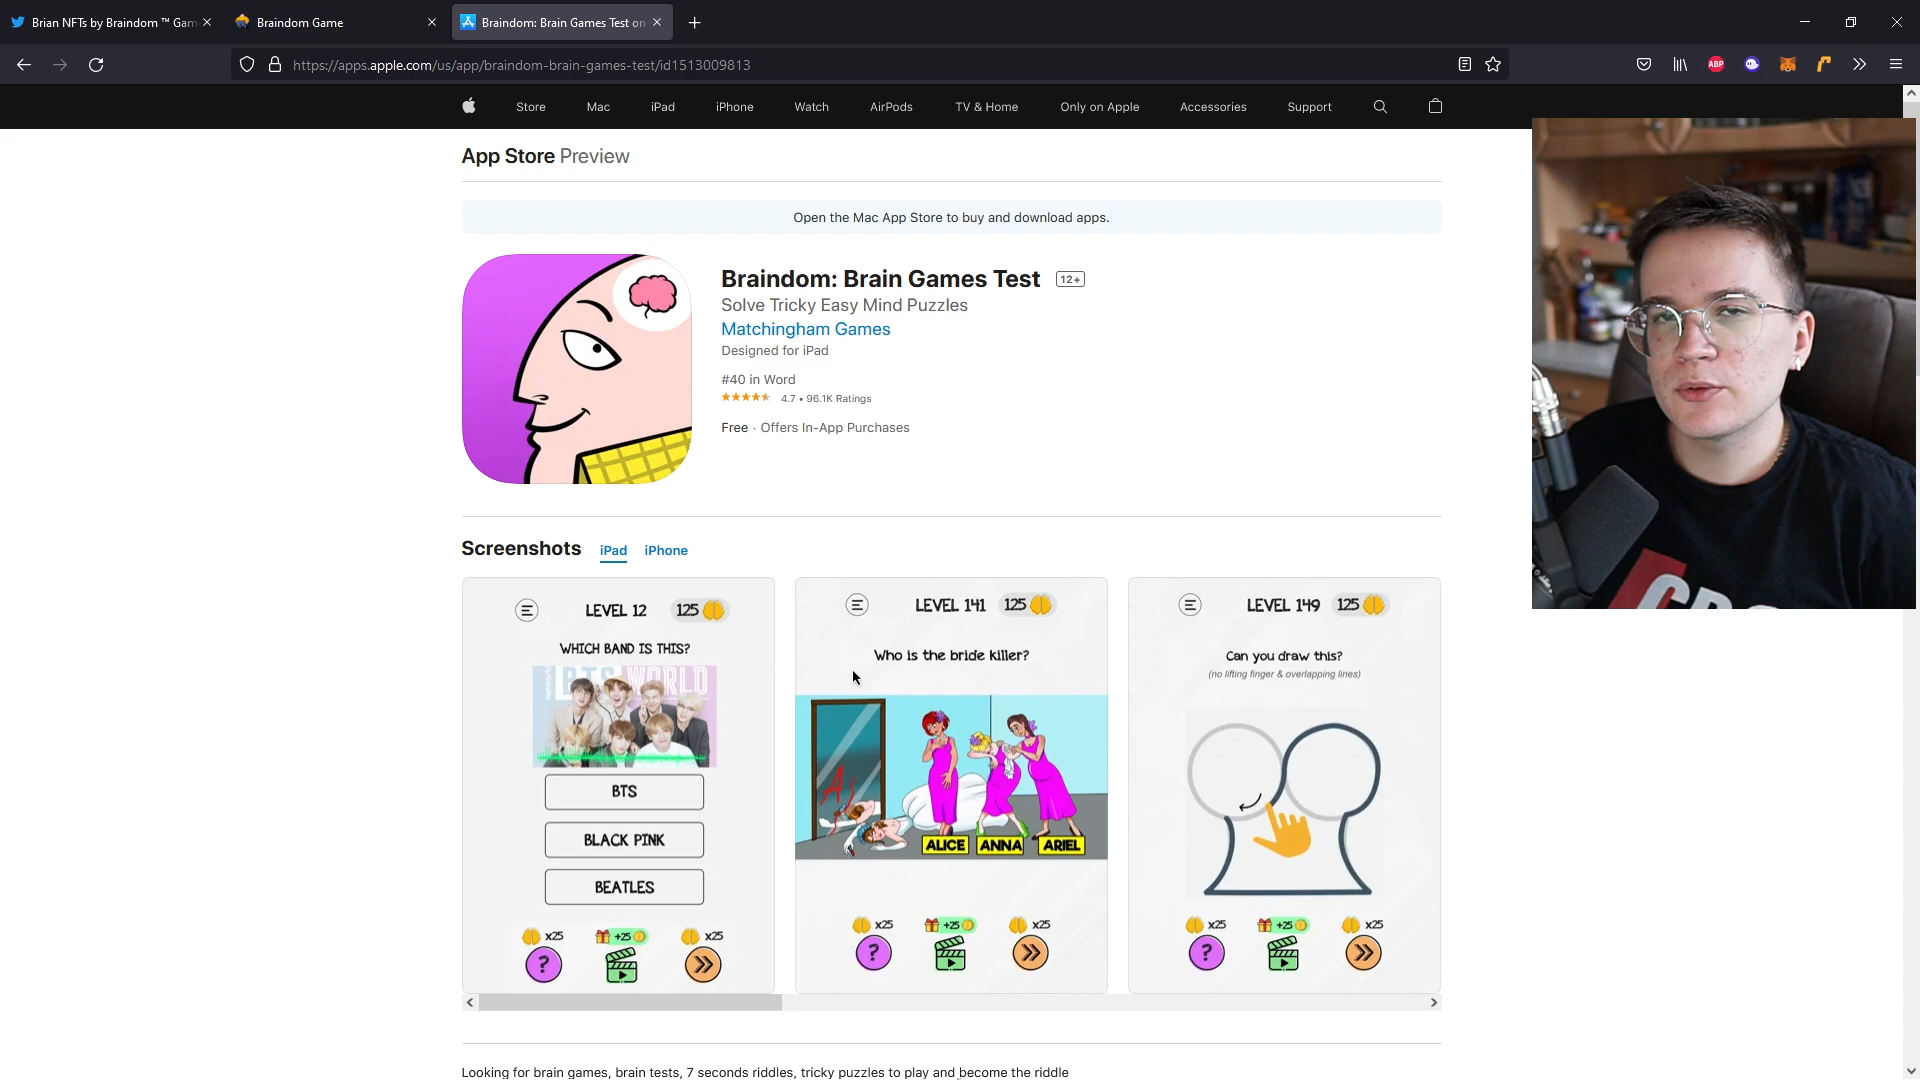 Brian NFTs by Braindom ™ Gam
Braindom Game
Braindom: Brain Games Test on
https://apps.apple.com/us/app/braindom-brain-games-test/id1513009813
ABP
Store Mac iPad iPhone Watch AirPods TV & Home Only on Apple Accessories Support
App Store Preview
Open the Mac App Store to buy and download apps.
Braindom: Brain Games Test 12+
Solve Tricky Easy Mind Puzzles
Matchingham Games
Designed for iPad
#40 in Word
4.7 • 96.1K Ratings
Free · Offers In-App Purchases
Screenshots iPad iPhone
LEVEL 12 125
WHICH BAND IS THIS?
BTS WORLD
BTS
BLACK PINK
BEATLES
x25 +25 x25
?
LEVEL 141 125
Who is the bride killer?
A
ALICE ANNA ARIEL
x25 +25 x25
?
LEVEL 149 125
Can you draw this?
(no lifting finger & overlapping lines)
x25 +25 x25
?
Looking for brain games, brain tests, 7 seconds riddles, tricky puzzles to play and become the riddle